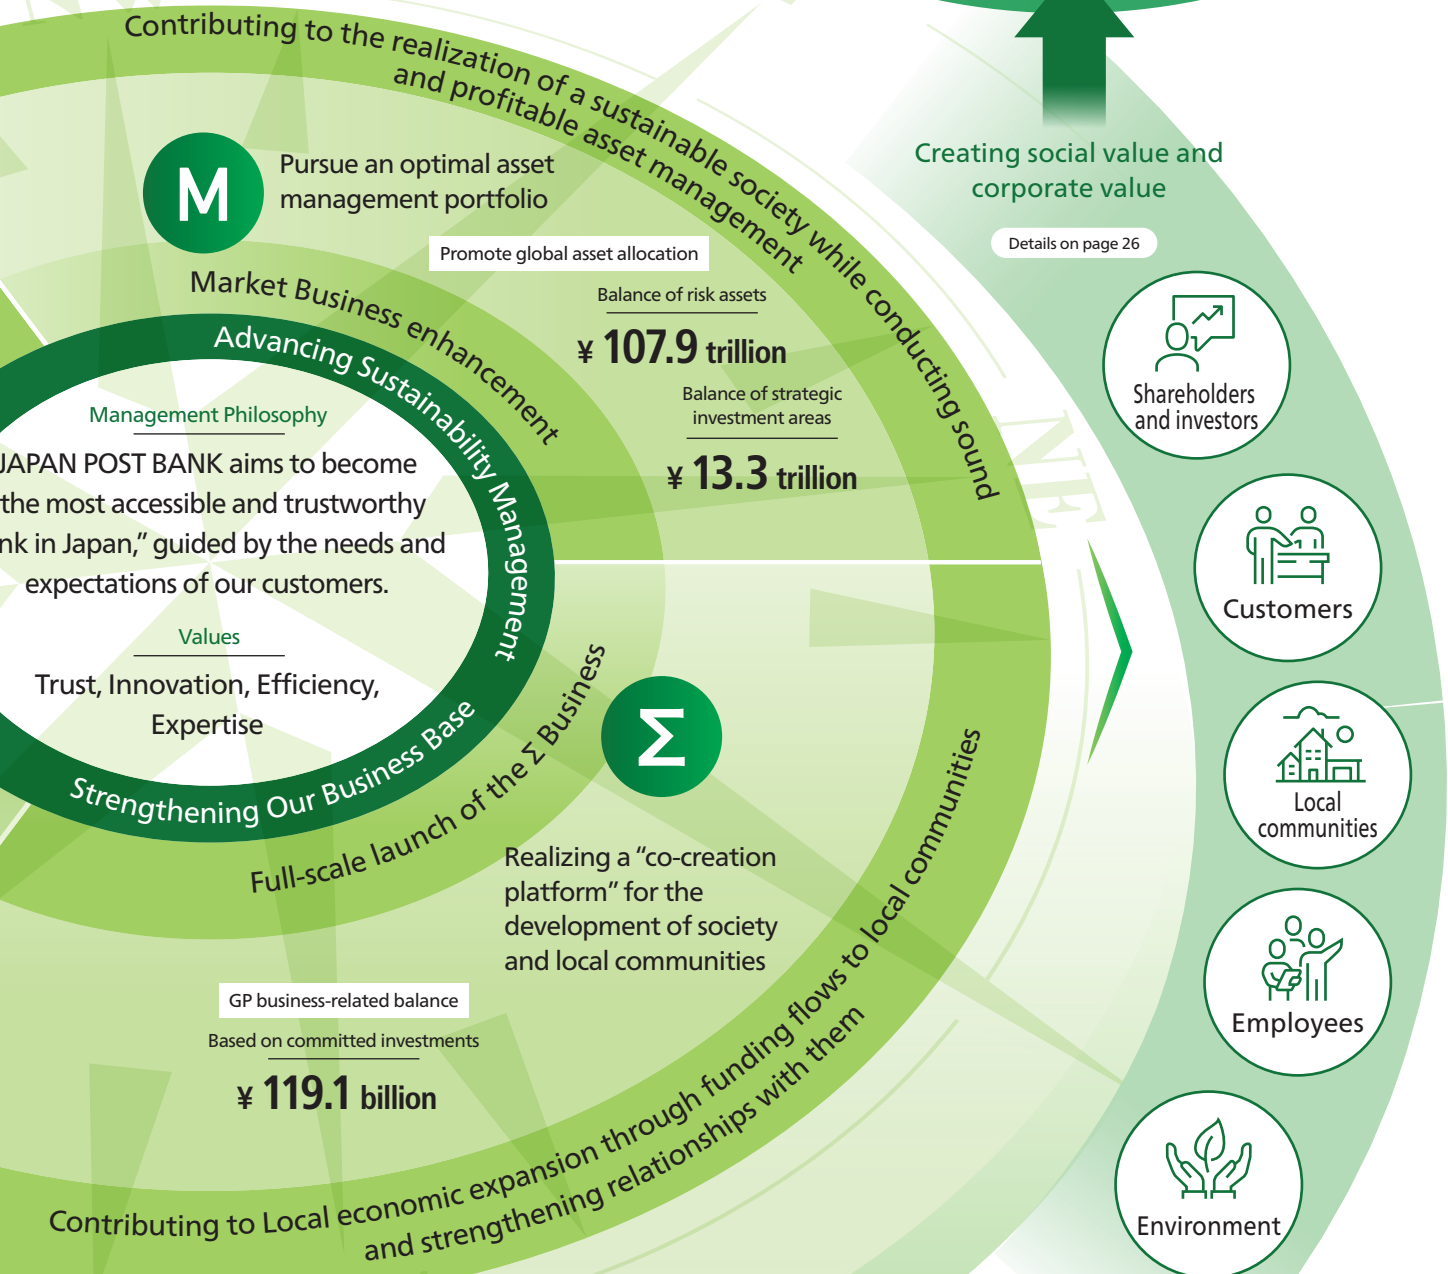 Contributing to the realization of a sustainable society while conducting sound
and profitable asset management
M
Pursue an optimal asset
management portfolio
Promote global asset allocation
Market Business enhancement
Balance of risk assets
¥ 107.9 trillion
Balance of strategic
investment areas
¥ 13.3 trillion
Advancing Sustainability Management
Management Philosophy
JAPAN POST BANK aims to become
the most accessible and trustworthy
nk in Japan,” guided by the needs and
expectations of our customers.
Values
Trust, Innovation, Efficiency,
Expertise
Strengthening Our Business Base
Full-scale launch of the Σ Business
Σ
Realizing a “co-creation
platform” for the
development of society
and local communities
GP business-related balance
Based on committed investments
¥ 119.1 billion
Contributing to Local economic expansion through funding flows to local communities
and strengthening relationships with them
NE
Creating social value and
corporate value
Details on page 26
Shareholders
and investors
Customers
Local
communities
Employees
Environment